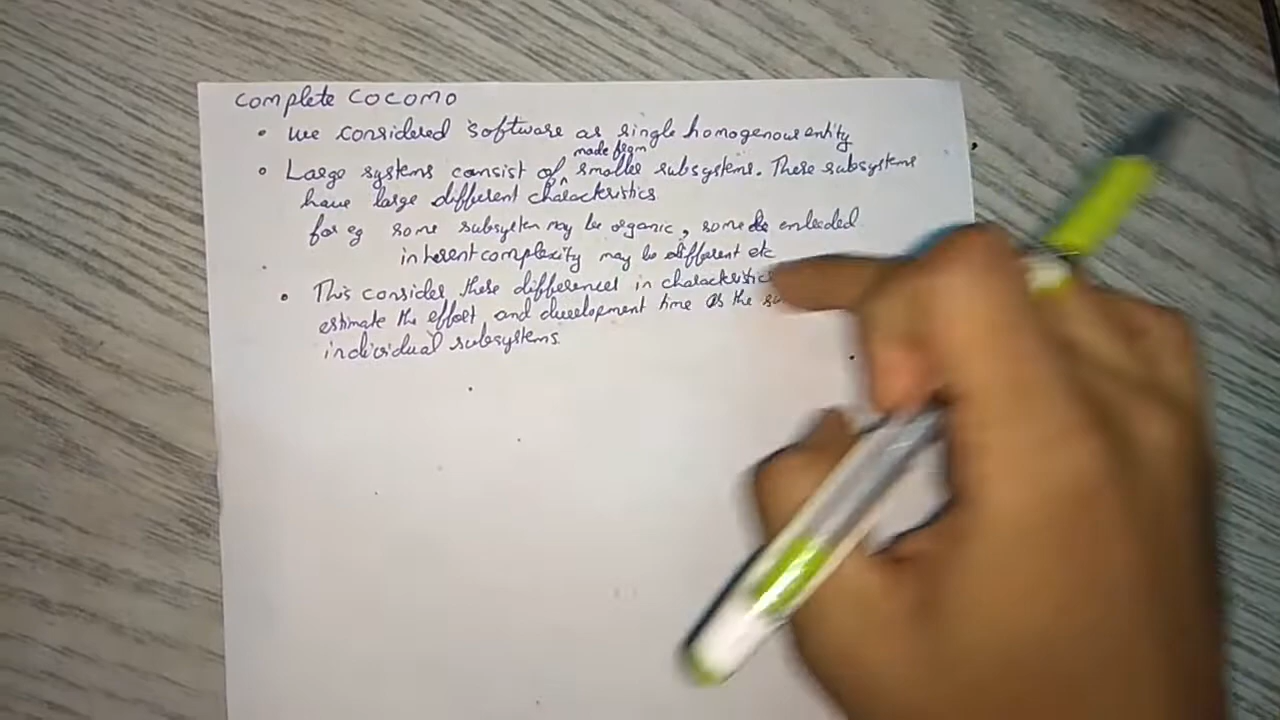 Complete COCOMO
• we considered software as single homogenous entity
made from
• Large systems consist of smaller subsystems. These subsystems
have large different characteristics
for eg some subsystem may be organic, some be embeded
inherent complexity may be different etc
• This consider these differences in characteristics
estimate the effort and development time as the
individual subsystems